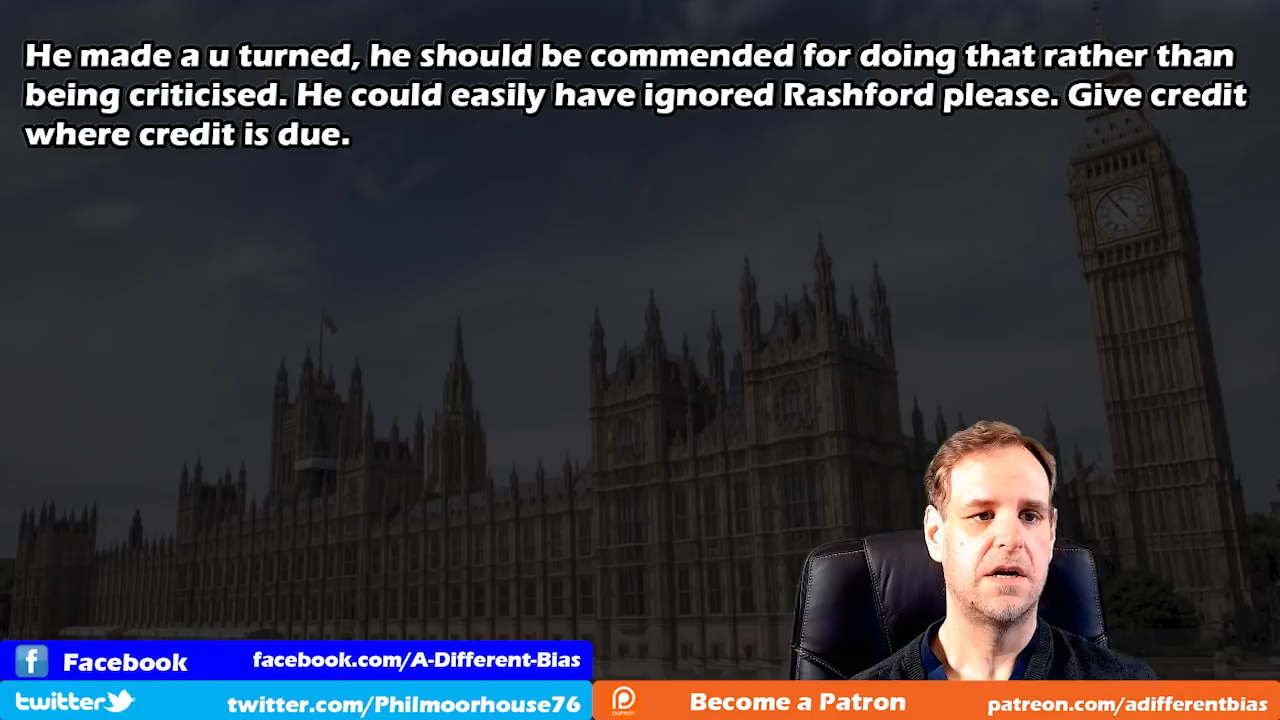 He made a u turned, he should be commended for doing that rather than
being criticised. He could easily have ignored Rashford please. Give credit
where credit is due.
f Facebook facebook.com/A-Different-Bias
twitter twitter.com/Philmoorhouse76
patreon Become a Patron patreon.com/adifferentbias